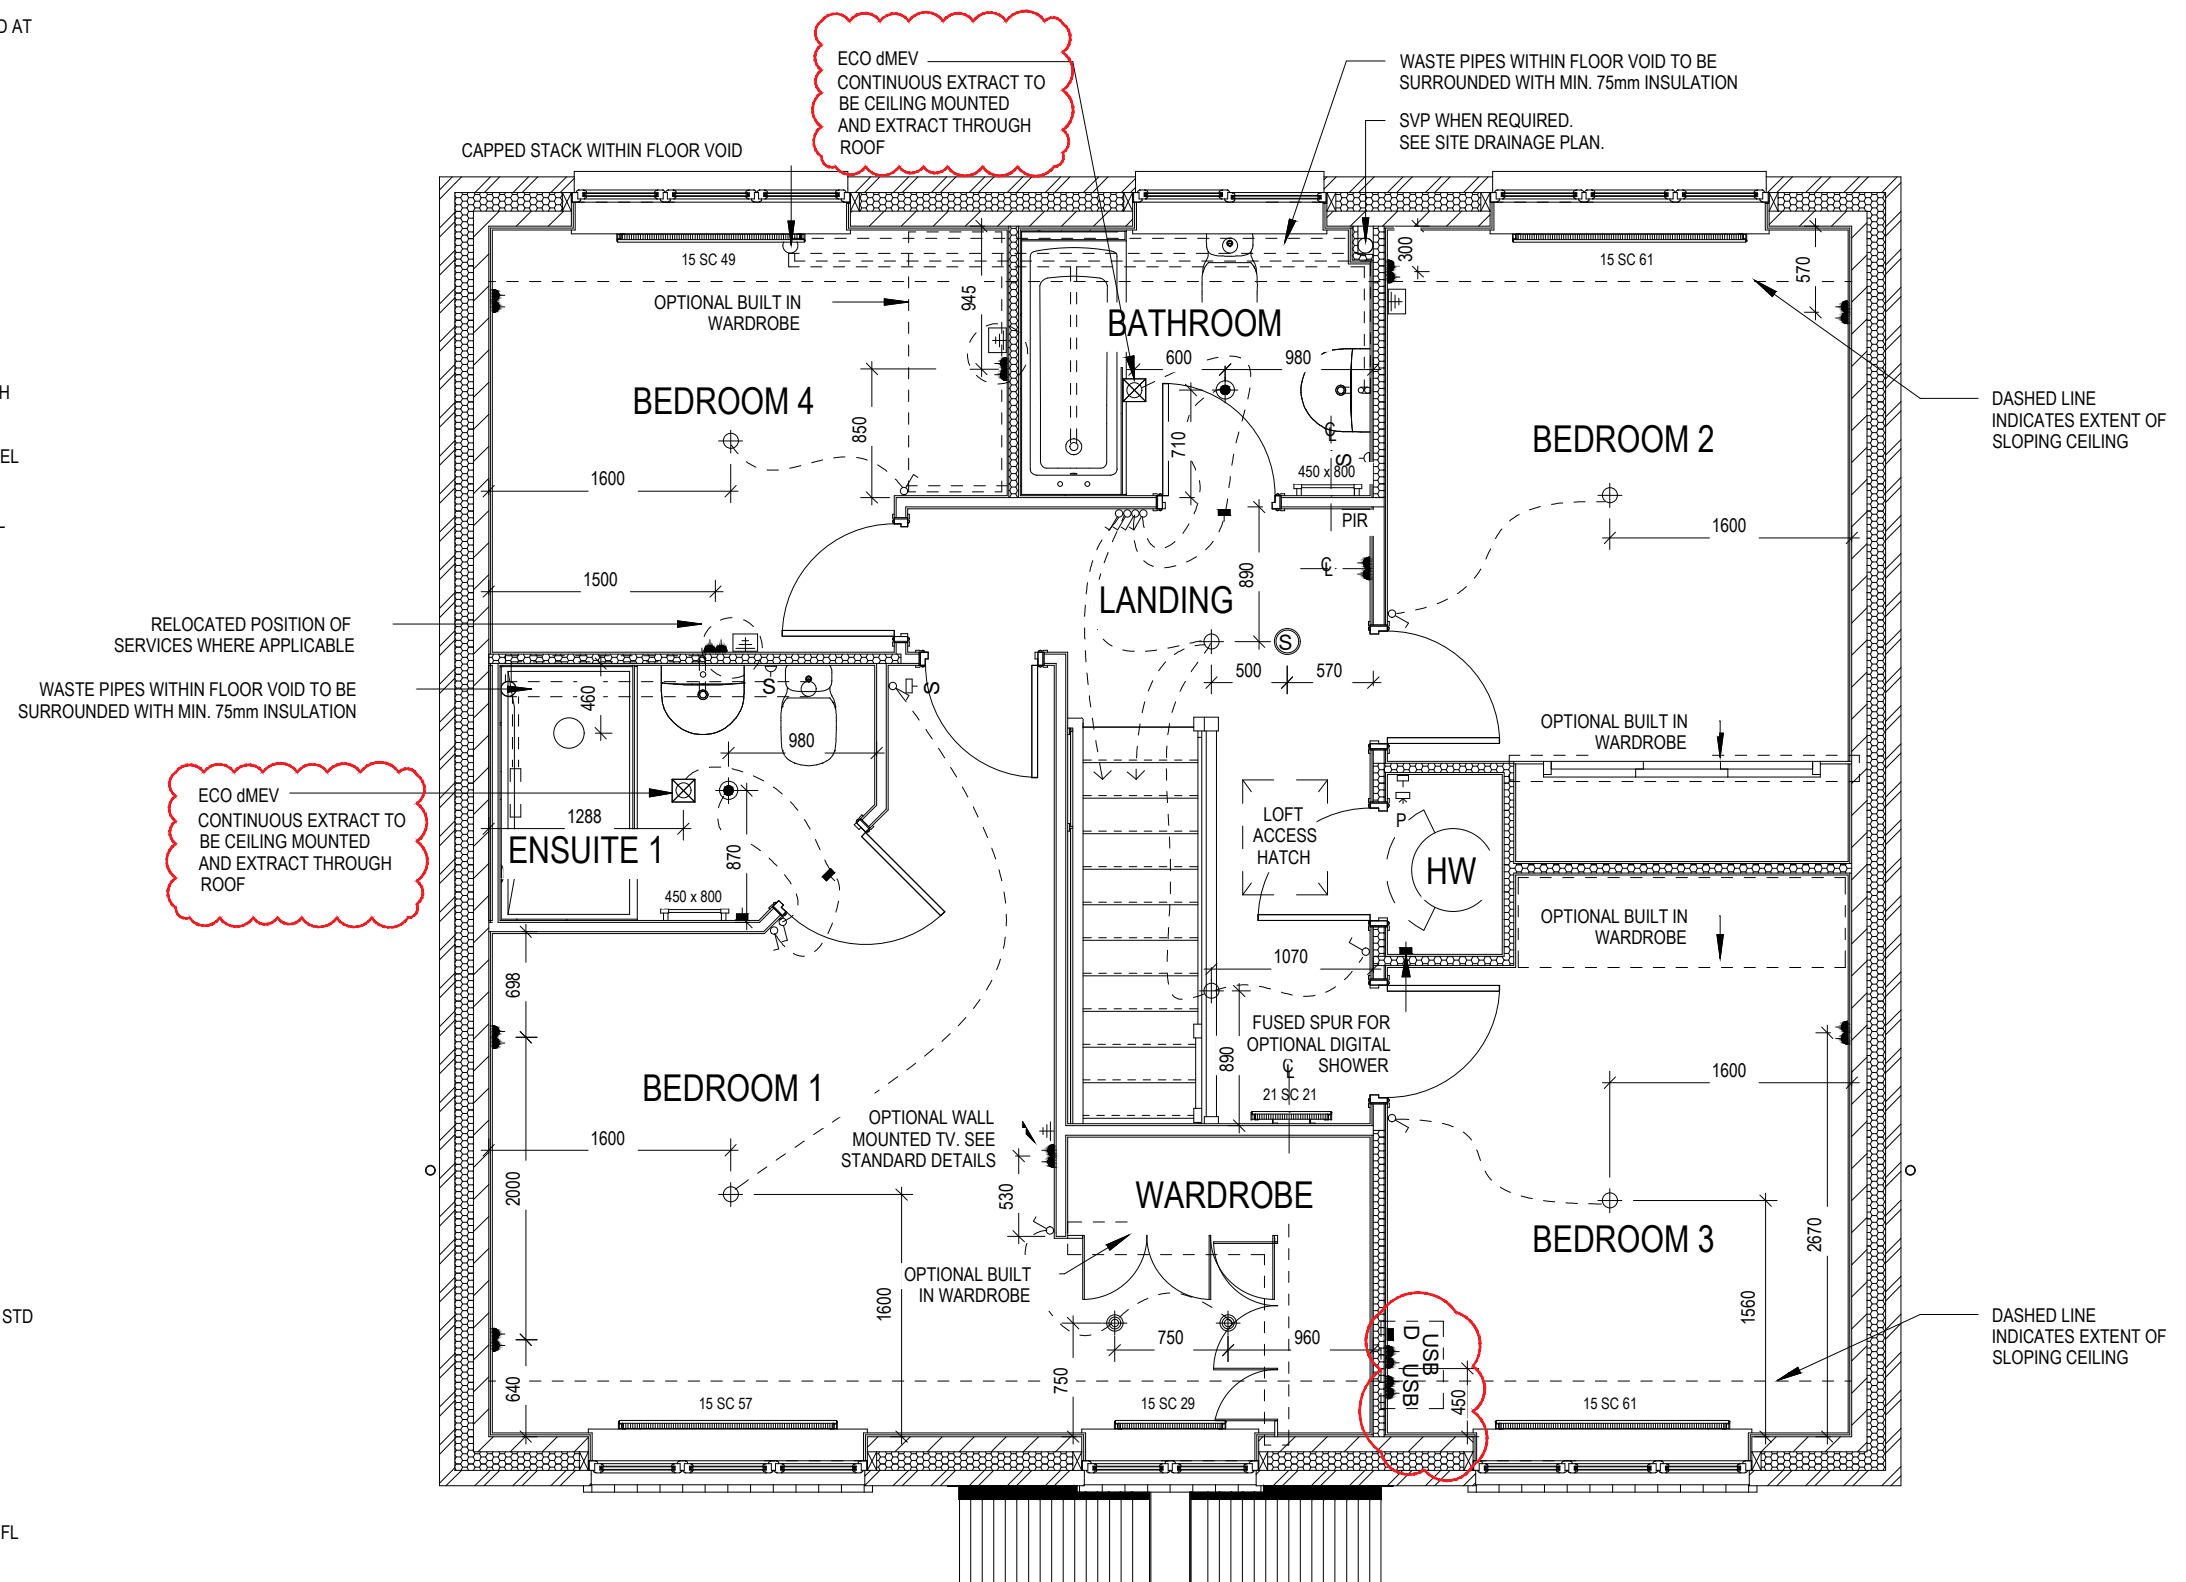 D AT
ECO dMEV
CONTINUOUS EXTRACT TO
BE CEILING MOUNTED
AND EXTRACT THROUGH
ROOF
WASTE PIPES WITHIN FLOOR VOID TO BE
SURROUNDED WITH MIN. 75mm INSULATION
SVP WHEN REQUIRED.
SEE SITE DRAINAGE PLAN.
CAPPED STACK WITHIN FLOOR VOID
15 SC 49
300
15 SC 61
570
OPTIONAL BUILT IN
WARDROBE
945
BATHROOM
600
980
H
BEDROOM 4
850
710
BEDROOM 2
DASHED LINE
INDICATES EXTENT OF
SLOPING CEILING
EL
S
450 x 800
1600
PIR
1600
1500
890
LANDING
RELOCATED POSITION OF
SERVICES WHERE APPLICABLE
S
500
570
WASTE PIPES WITHIN FLOOR VOID TO BE
SURROUNDED WITH MIN. 75mm INSULATION
460
S
S
980
OPTIONAL BUILT IN
WARDROBE
ECO dMEV
CONTINUOUS EXTRACT TO
BE CEILING MOUNTED
AND EXTRACT THROUGH
ROOF
1288
870
ENSUITE 1
450 x 800
LOFT
ACCESS
HATCH
P
HW
OPTIONAL BUILT IN
WARDROBE
698
1070
890
FUSED SPUR FOR
OPTIONAL DIGITAL
SHOWER
21 SC 21
BEDROOM 1
1600
1600
OPTIONAL WALL
MOUNTED TV. SEE
STANDARD DETAILS
2000
530
WARDROBE
BEDROOM 3
2670
OPTIONAL BUILT
IN WARDROBE
1600
1560
STD
750
960
USB
D USB
DASHED LINE
INDICATES EXTENT OF
SLOPING CEILING
640
750
450
15 SC 57
15 SC 29
15 SC 61
FL